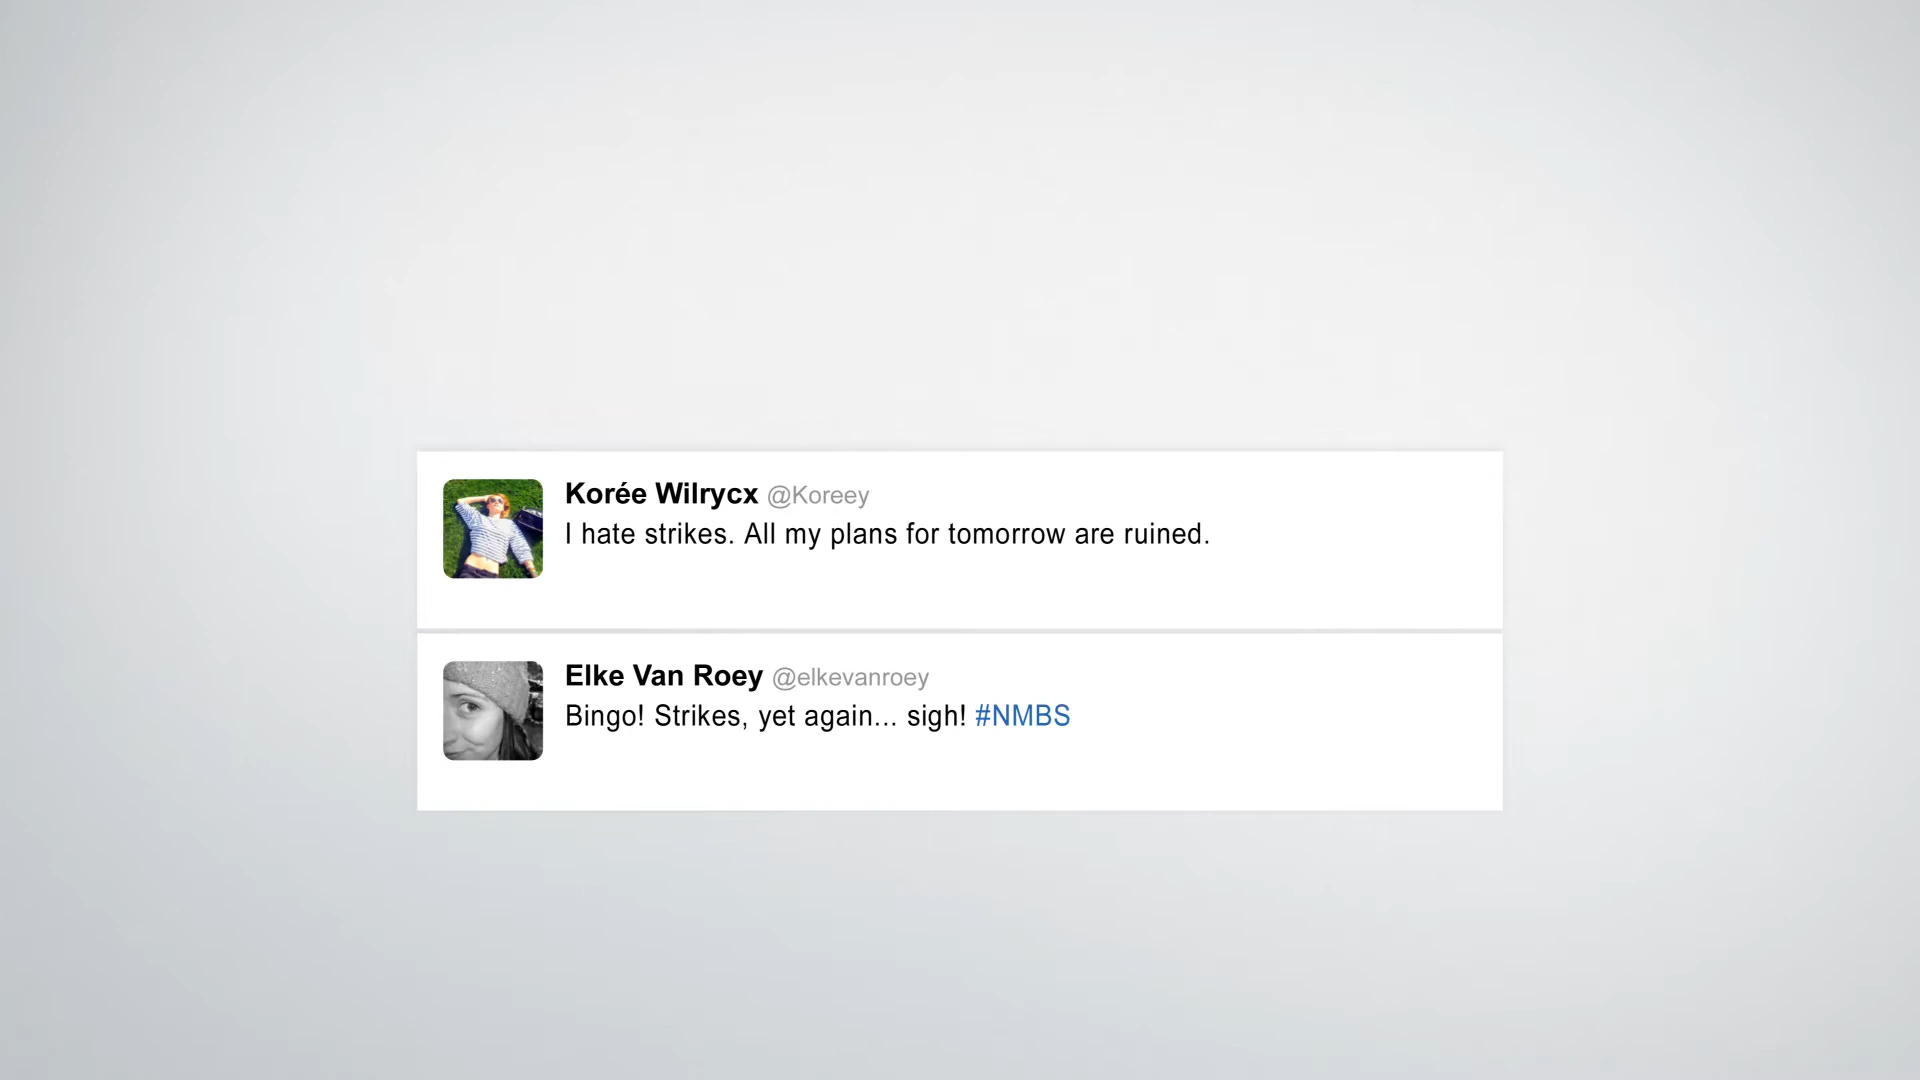 Korée Wilrycx @Koreey
I hate strikes. All my plans for tomorrow are ruined.
Elke Van Roey @elkevanroey
Bingo! Strikes, yet again... sigh! #NMBS